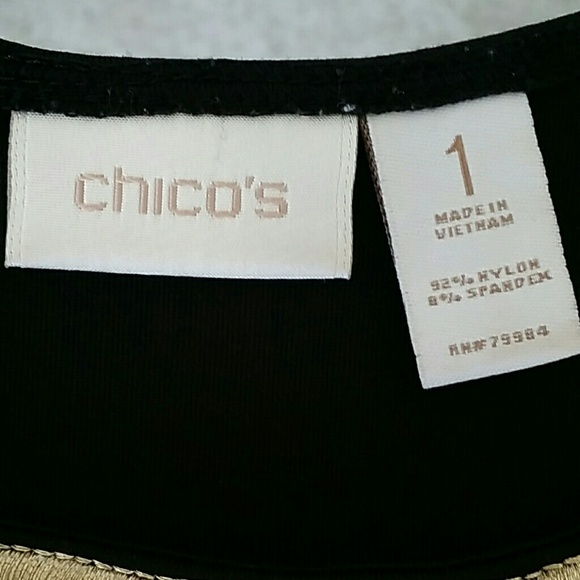 chico's
1
MADE IN
VIETNAM
92% NYLON
8% SPANDEX
RN#79984